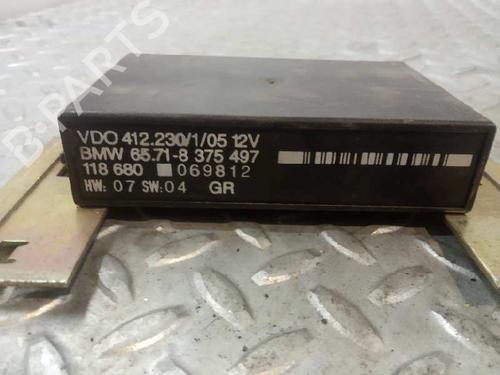 B-PARTS
VDO 412.230/1/05 12V
BMW 65.71-8 375 497
118 680 069812
HW: 07 SW: 04 GR